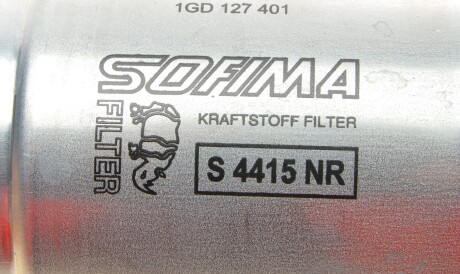 1GD 127 401
SOFIMA
FILTER
KRAFTSTOFF FILTER
S 4415 NR